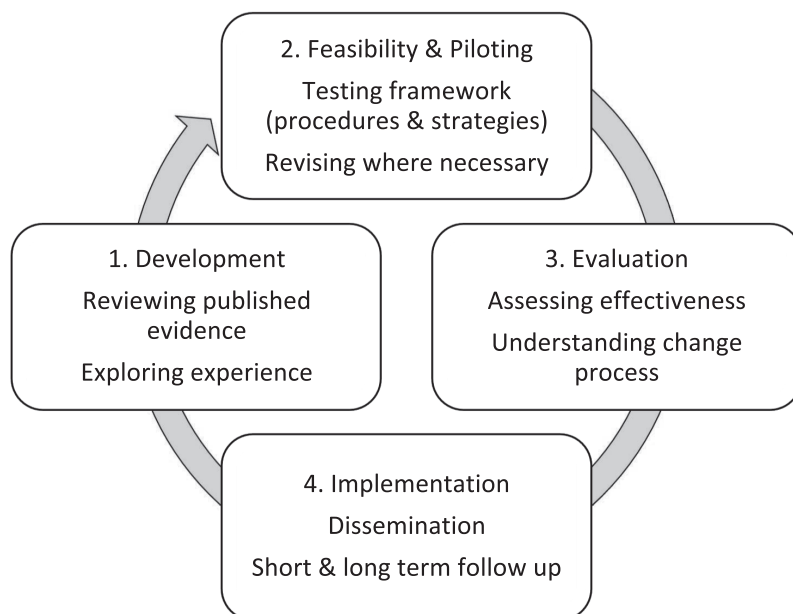 2. Feasibility & Piloting
Testing framework
(procedures & strategies)
Revising where necessary
1. Development
Reviewing published
evidence
Exploring experience
3. Evaluation
Assessing effectiveness
Understanding change
process
4. Implementation
Dissemination
Short & long term follow up